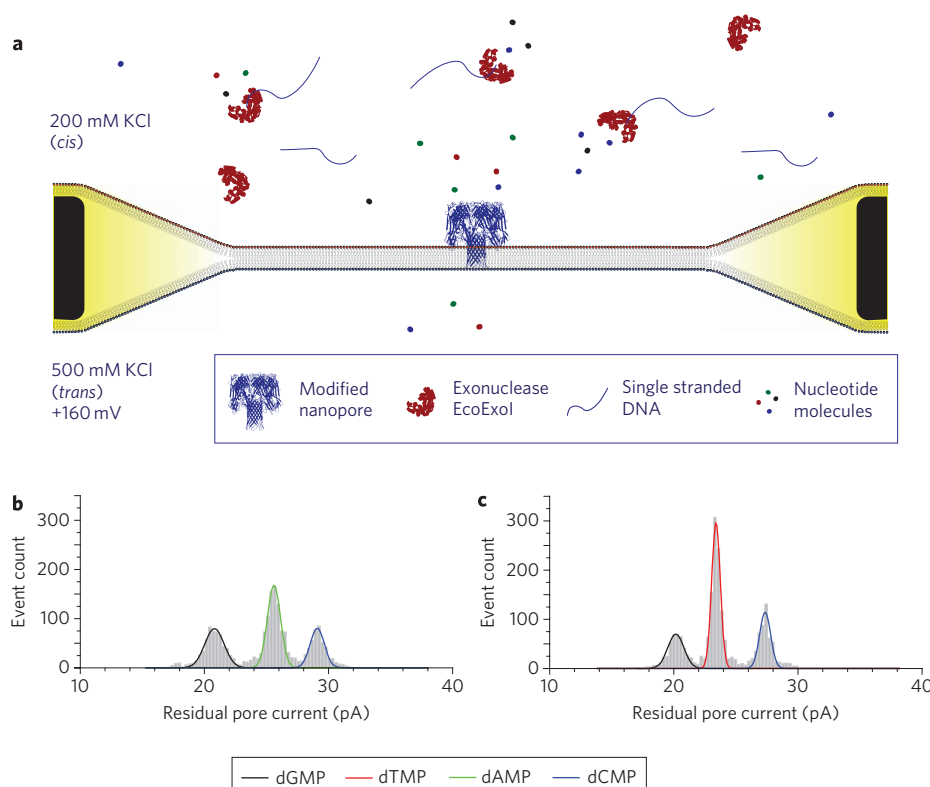 a
200 mM KCl
(cis)
500 mM KCl
(trans)
+160 mV
Modified
nanopore
Exonuclease
EcoExoI
Single stranded
DNA
Nucleotide
molecules
b
300
200
100
0
Event count
10 20 30 40
Residual pore current (pA)
c
300
200
100
0
Event count
10 20 30 40
Residual pore current (pA)
dGMP dTMP dAMP dCMP